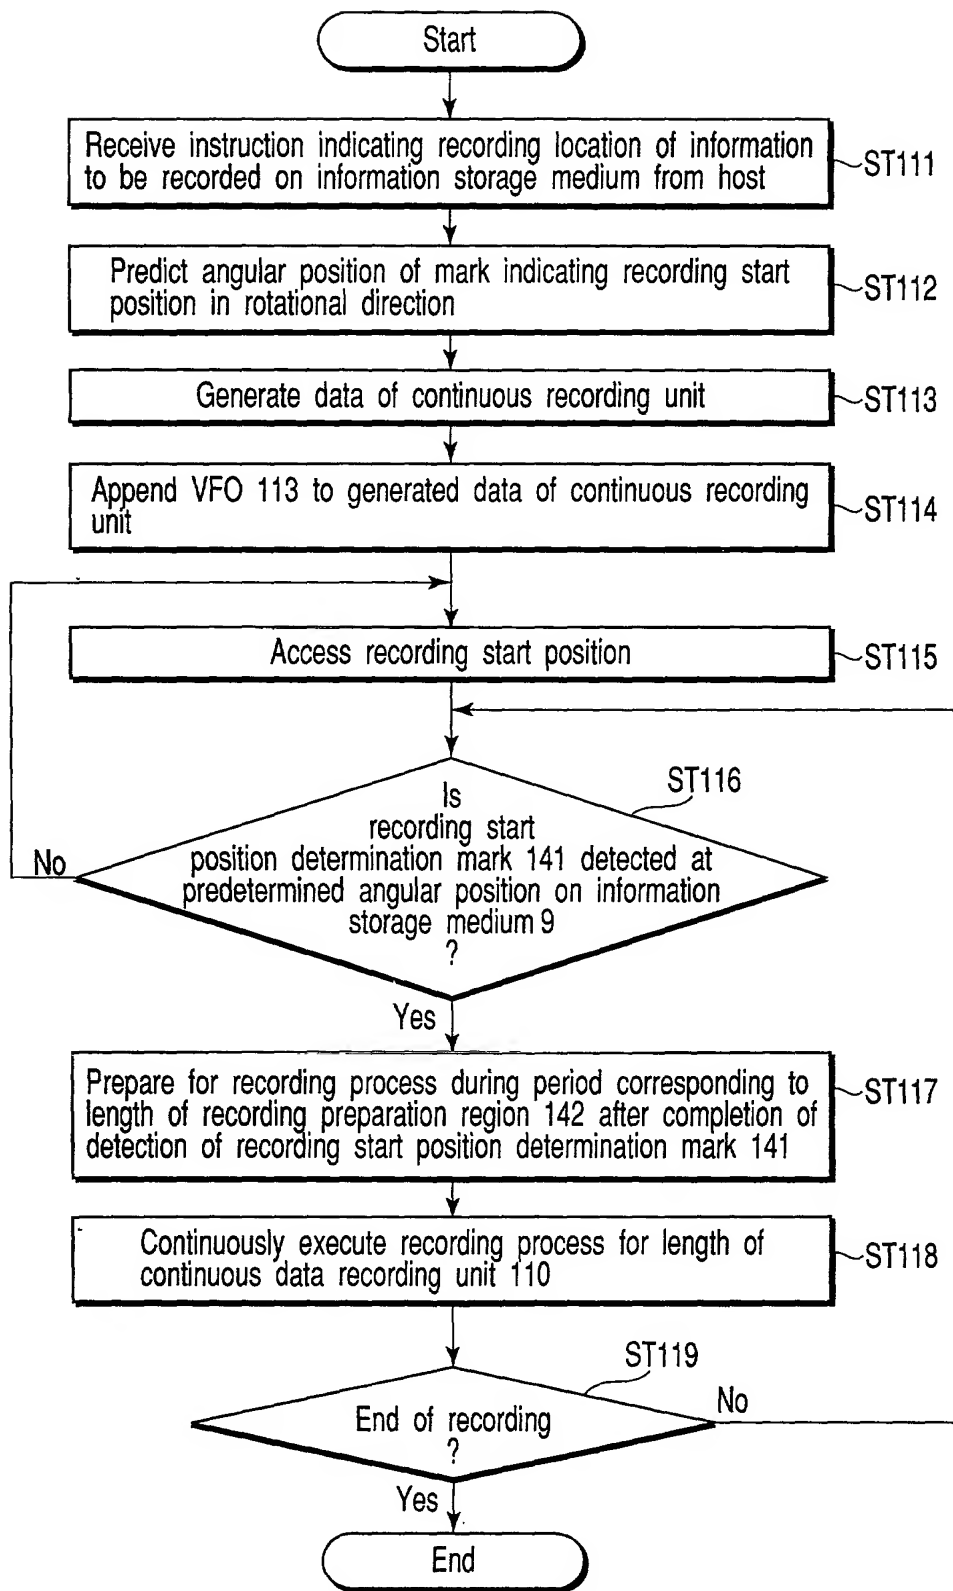 Start
Receive instruction indicating recording location of information
to be recorded on information storage medium from host
ST111
Predict angular position of mark indicating recording start
position in rotational direction
ST112
Generate data of continuous recording unit
ST113
Append VFO 113 to generated data of continuous recording
unit
ST114
Access recording start position
ST115
ST116
Is
recording start
position determination mark 141 detected at
predetermined angular position on information
storage medium 9
?
No
Yes
Prepare for recording process during period corresponding to
length of recording preparation region 142 after completion of
detection of recording start position determination mark 141
ST117
Continuously execute recording process for length of
continuous data recording unit 110
ST118
ST119
End of recording
?
No
Yes
End